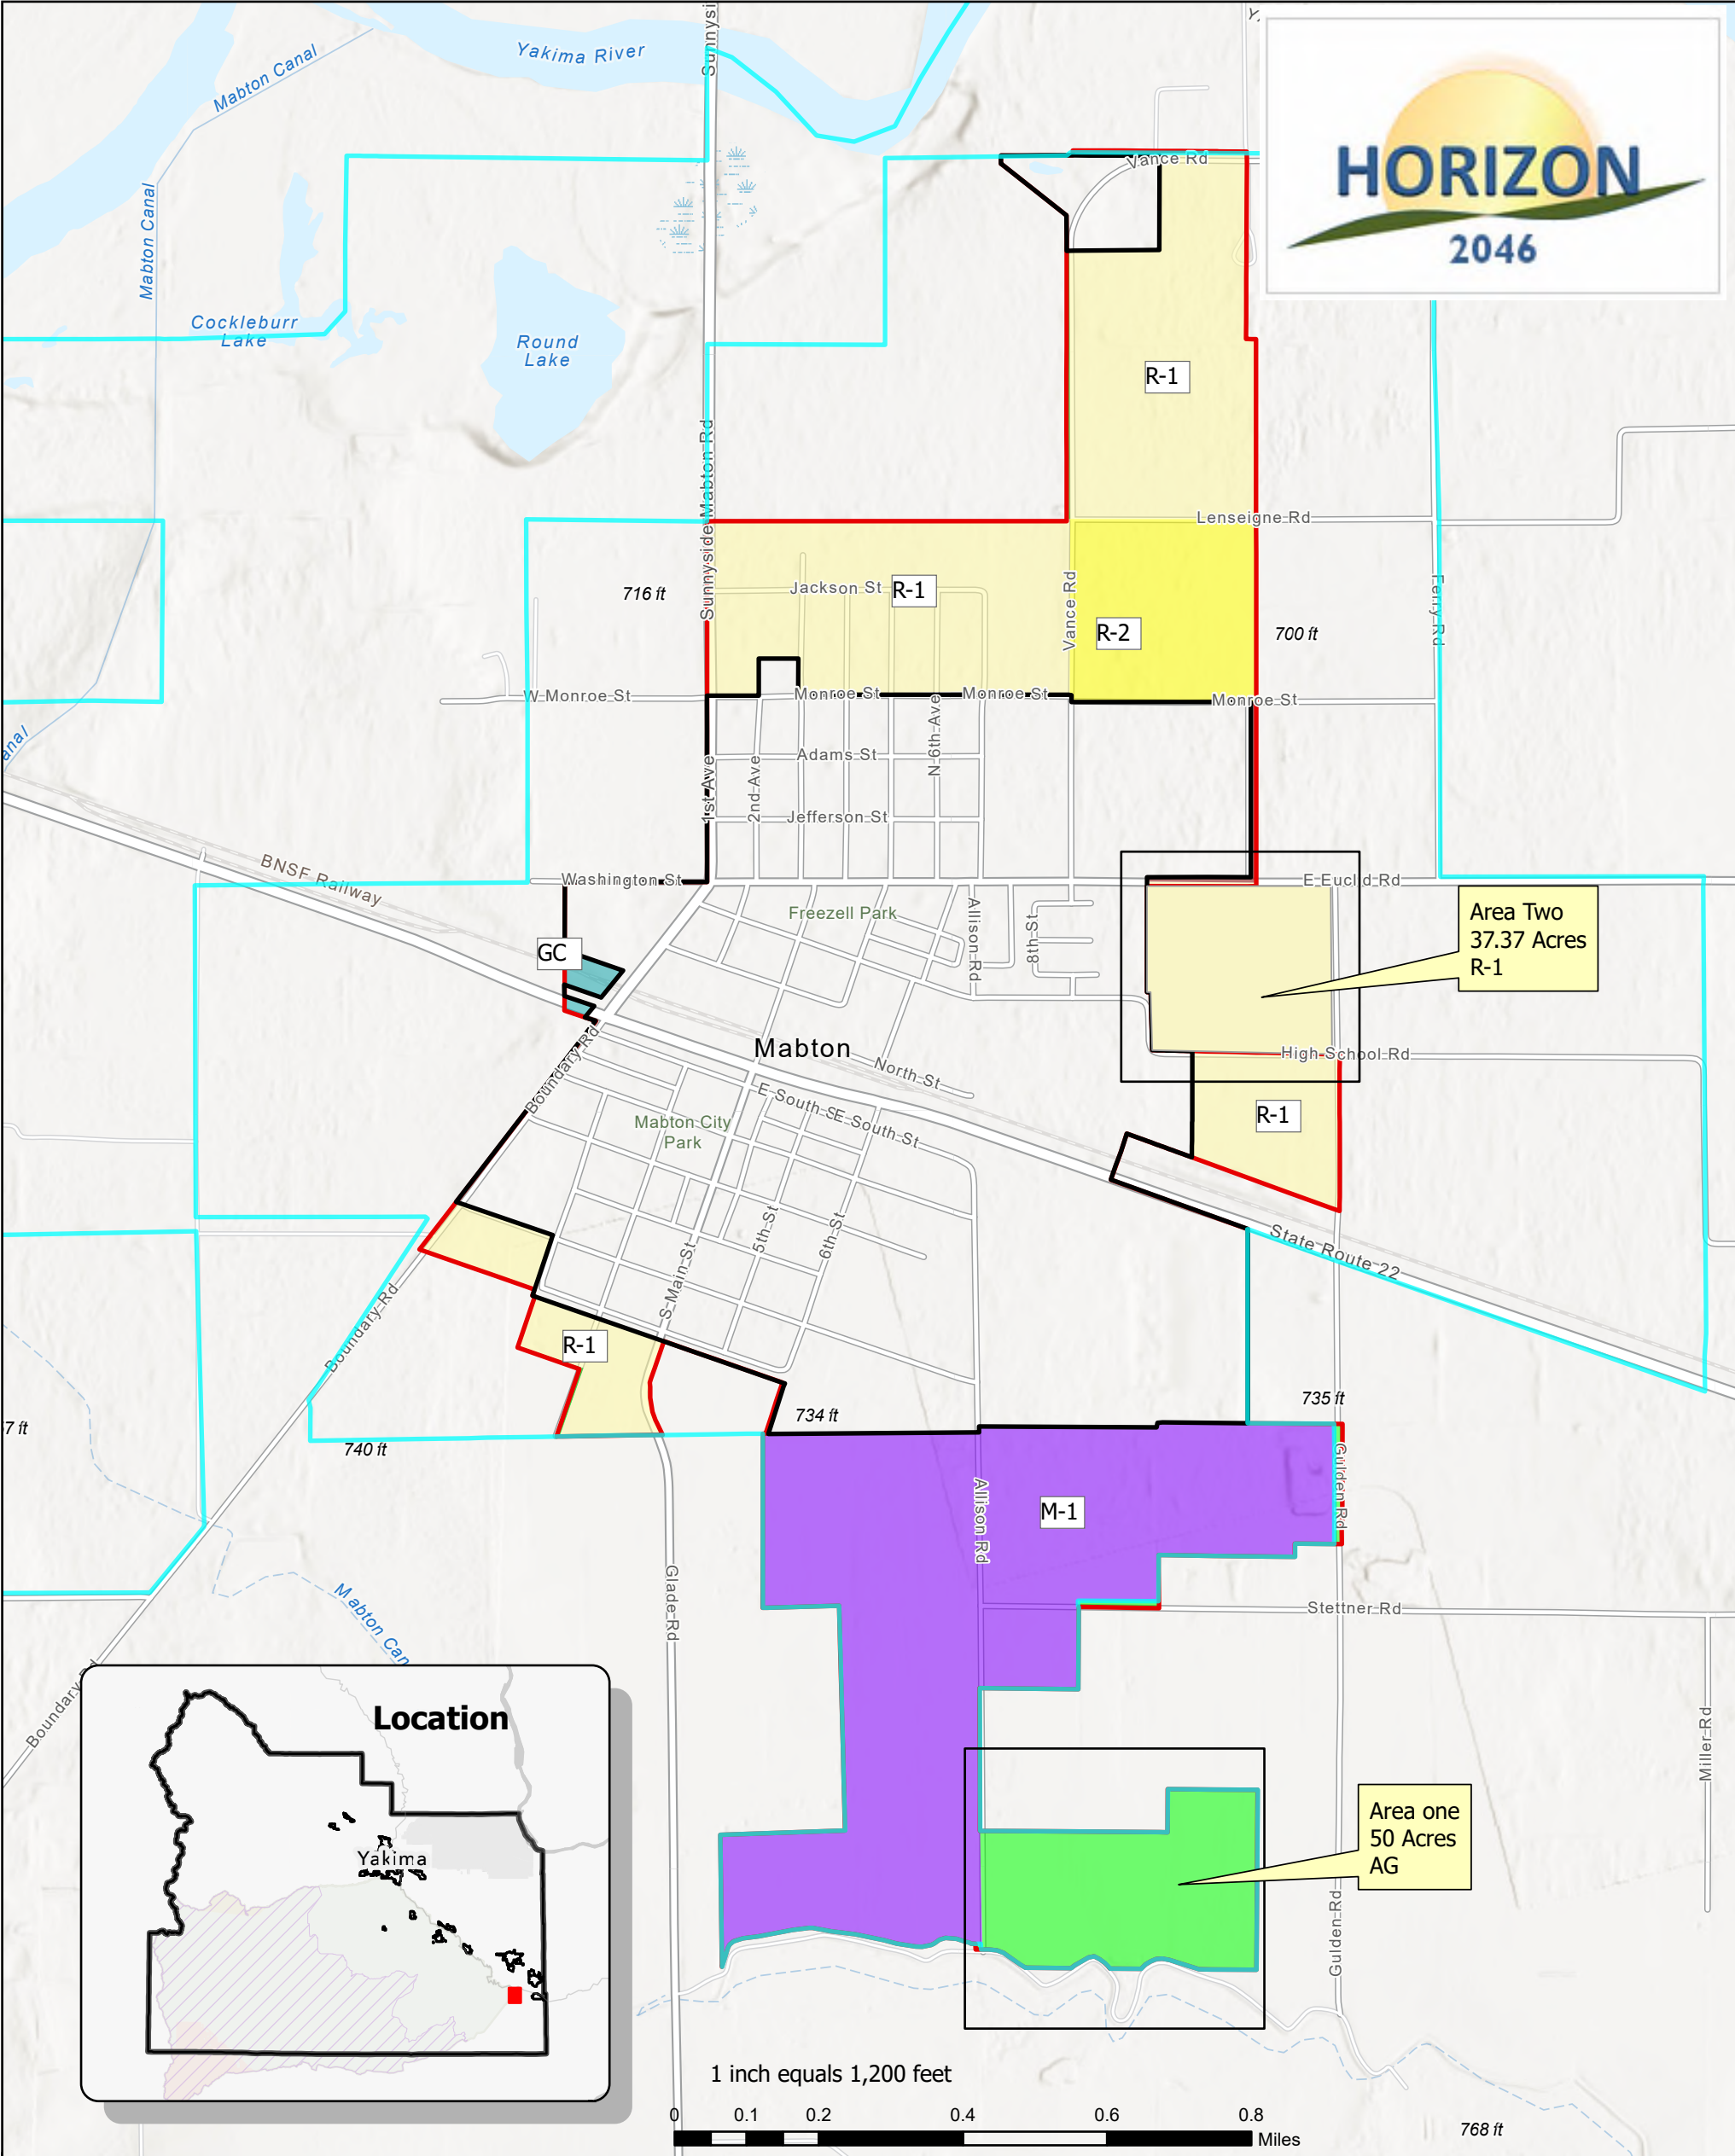 Yakima River
Sunnysi
Y.
Mabton Canal
HORIZON
2046
Vance Rd
Mabton Canal
Cockleburr
Lake
Round
Lake
R-1
Sunnyside-Mabton-Rd
Lenseigne Rd
716 ft
Jackson St
R-1
Vance Rd
R-2
700 ft
Ferry Rd
W Monroe St
Monroe St
Monroe St
Monroe St
anal
Adams St
N 6th Ave
1st Ave
2nd Ave
Jefferson St
BNSF Railway
Washington St
E Euclid Rd
Freezell Park
Allison Rd
8th St
Area Two
37.37 Acres
R-1
GC
Mabton
High School Rd
North St
Boundary Rd
E South S
E South St
Mabton City
Park
R-1
State Route 22
5th St
6th St
S Main St
Boundary Rd
R-1
735 ft
734 ft
57 ft
740 ft
Gulden Rd
Allison Rd
M-1
Glade Rd
Stettner Rd
Mabton Can
Boundary Rd
Location
Miller Rd
Yakima
Area one
50 Acres
AG
Gulden Rd
1 inch equals 1,200 feet
0 0.1 0.2 0.4 0.6 0.8
Miles
768 ft